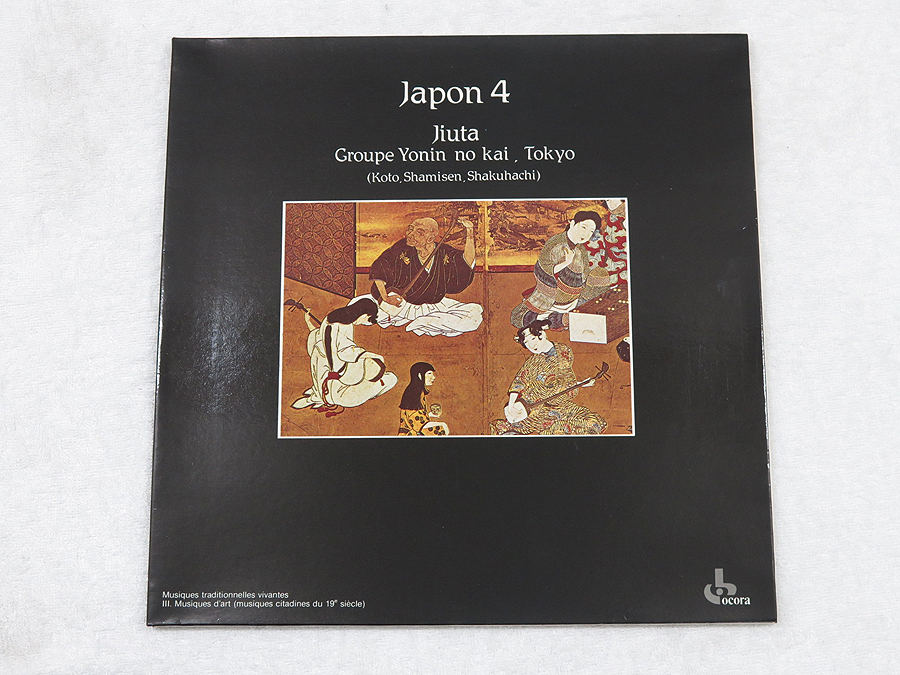 Japon 4
Jiuta
Groupe Yonin no kai, Tokyo
(Koto, Shamisen, Shakuhachi)
Musiques traditionnelles vivantes
III. Musiques d'art (musiques citadines du 19e siècle)
ocora